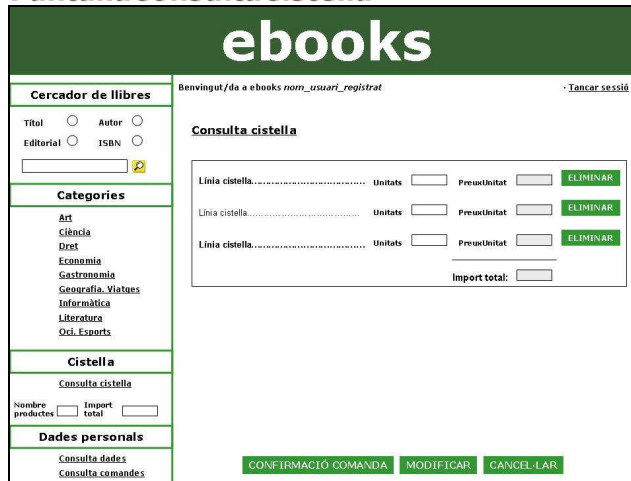 Pantalla consulta cistella
ebooks
Cercador de llibres
Títol Autor
Editorial ISBN
Categories
Art
Ciència
Dret
Economia
Gastronomia
Geografia. Viatges
Informàtica
Literatura
Oci. Esports
Cistella
Consulta cistella
Nombre productes Import total
Dades personals
Consulta dades
Consulta comandes
Benvingut/da a ebooks nom_usuari_registrat · Tancar sessió
Consulta cistella
Línia cistella.................................... Unitats PreuxUnitat ELIMINAR
Línia cistella.................................... Unitats PreuxUnitat ELIMINAR
Línia cistella.................................... Unitats PreuxUnitat ELIMINAR
Import total:
CONFIRMACIÓ COMANDA MODIFICAR CANCEL·LAR